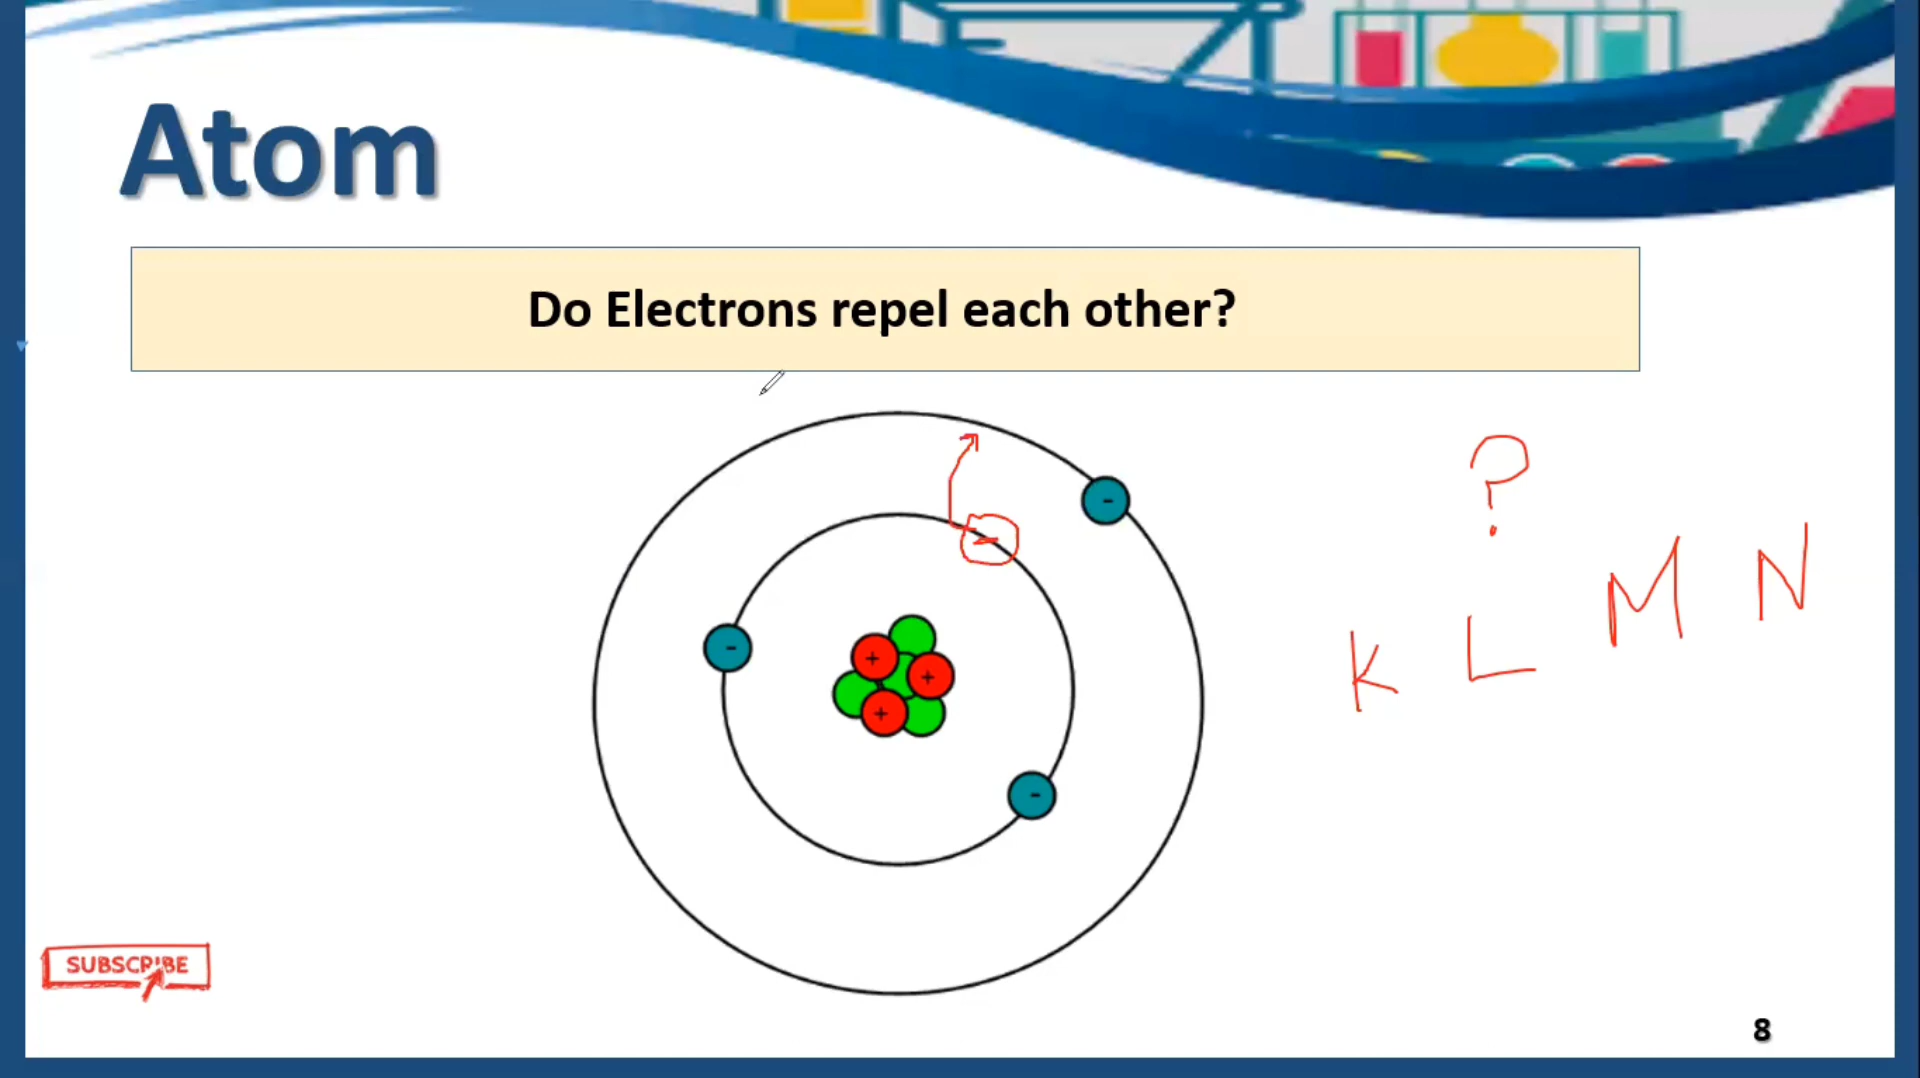 Atom
Do Electrons repel each other?
?
-
-
-
K L M N
+
+
+
-
SUBSCRIBE
8